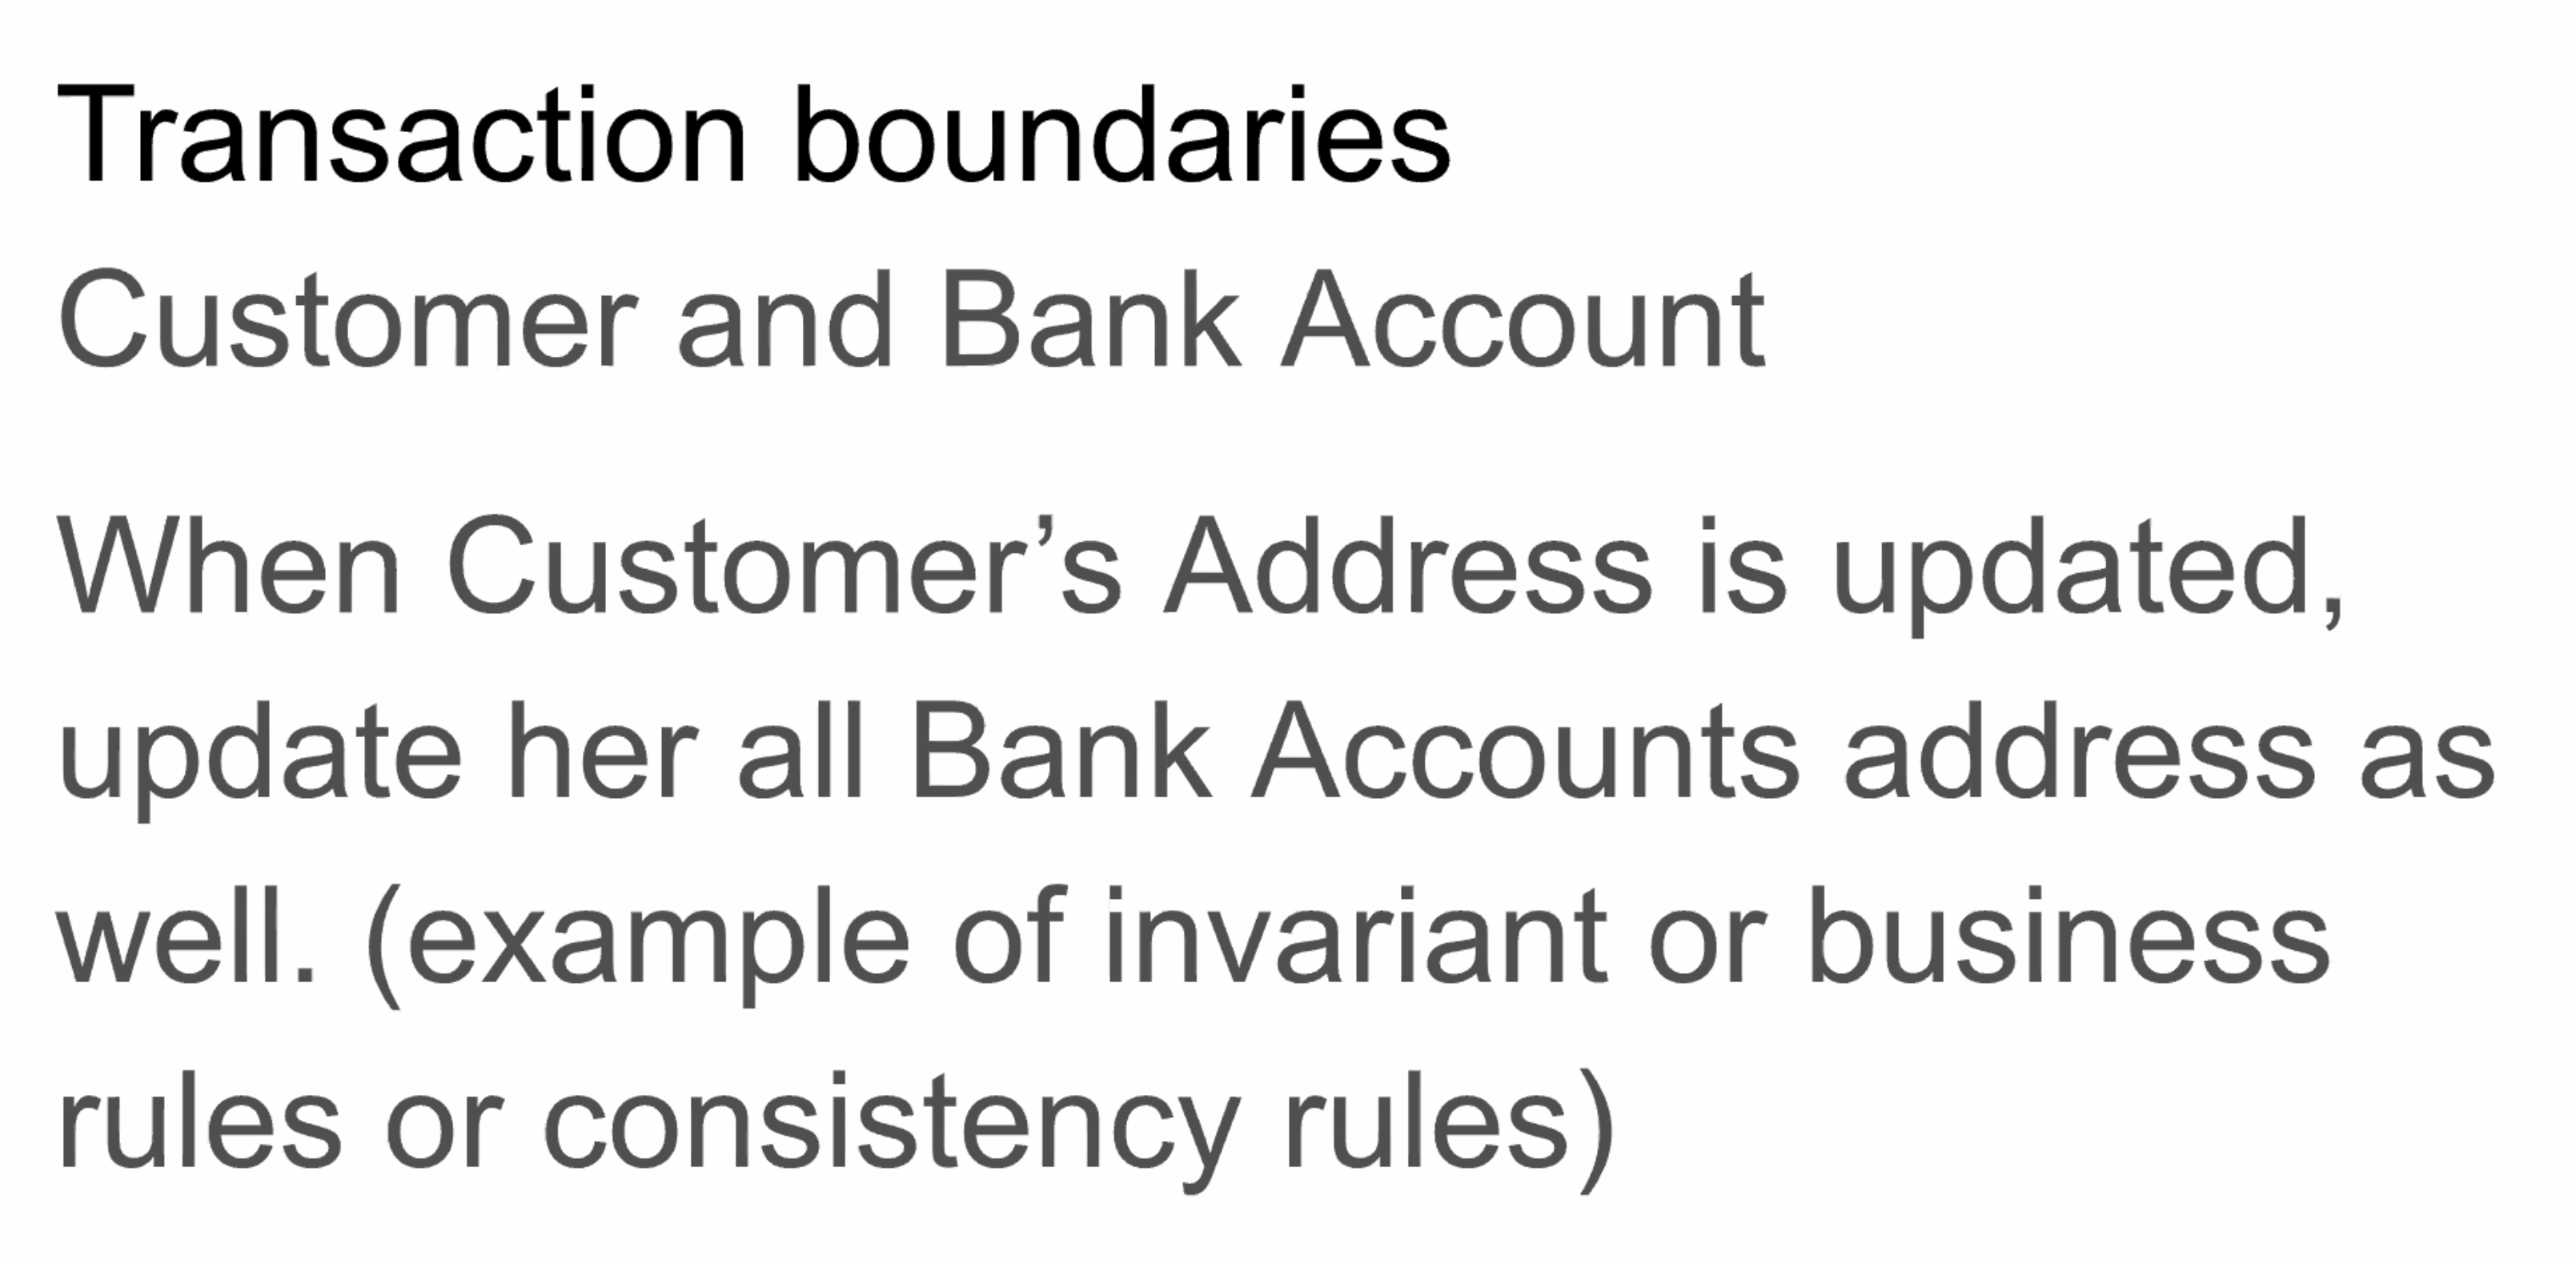 Transaction boundaries
Customer and Bank Account
When Customer’s Address is updated,
update her all Bank Accounts address as
well. (example of invariant or business
rules or consistency rules)